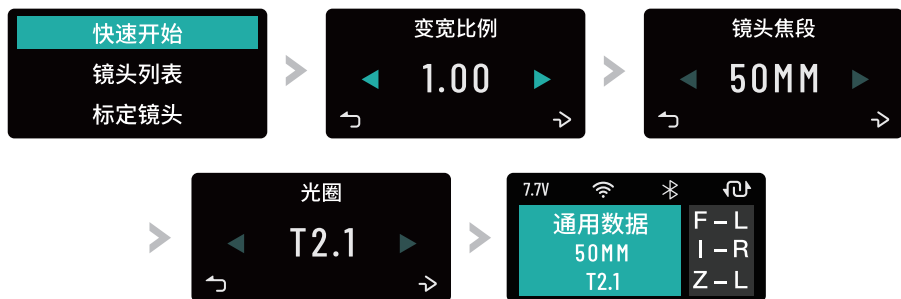 快速开始
镜头列表
标定镜头
变宽比例
1.00
镜头焦段
50MM
光圈
T2.1
7.7V
通用数据
50MM
T2.1
F – L
I – R
Z – L